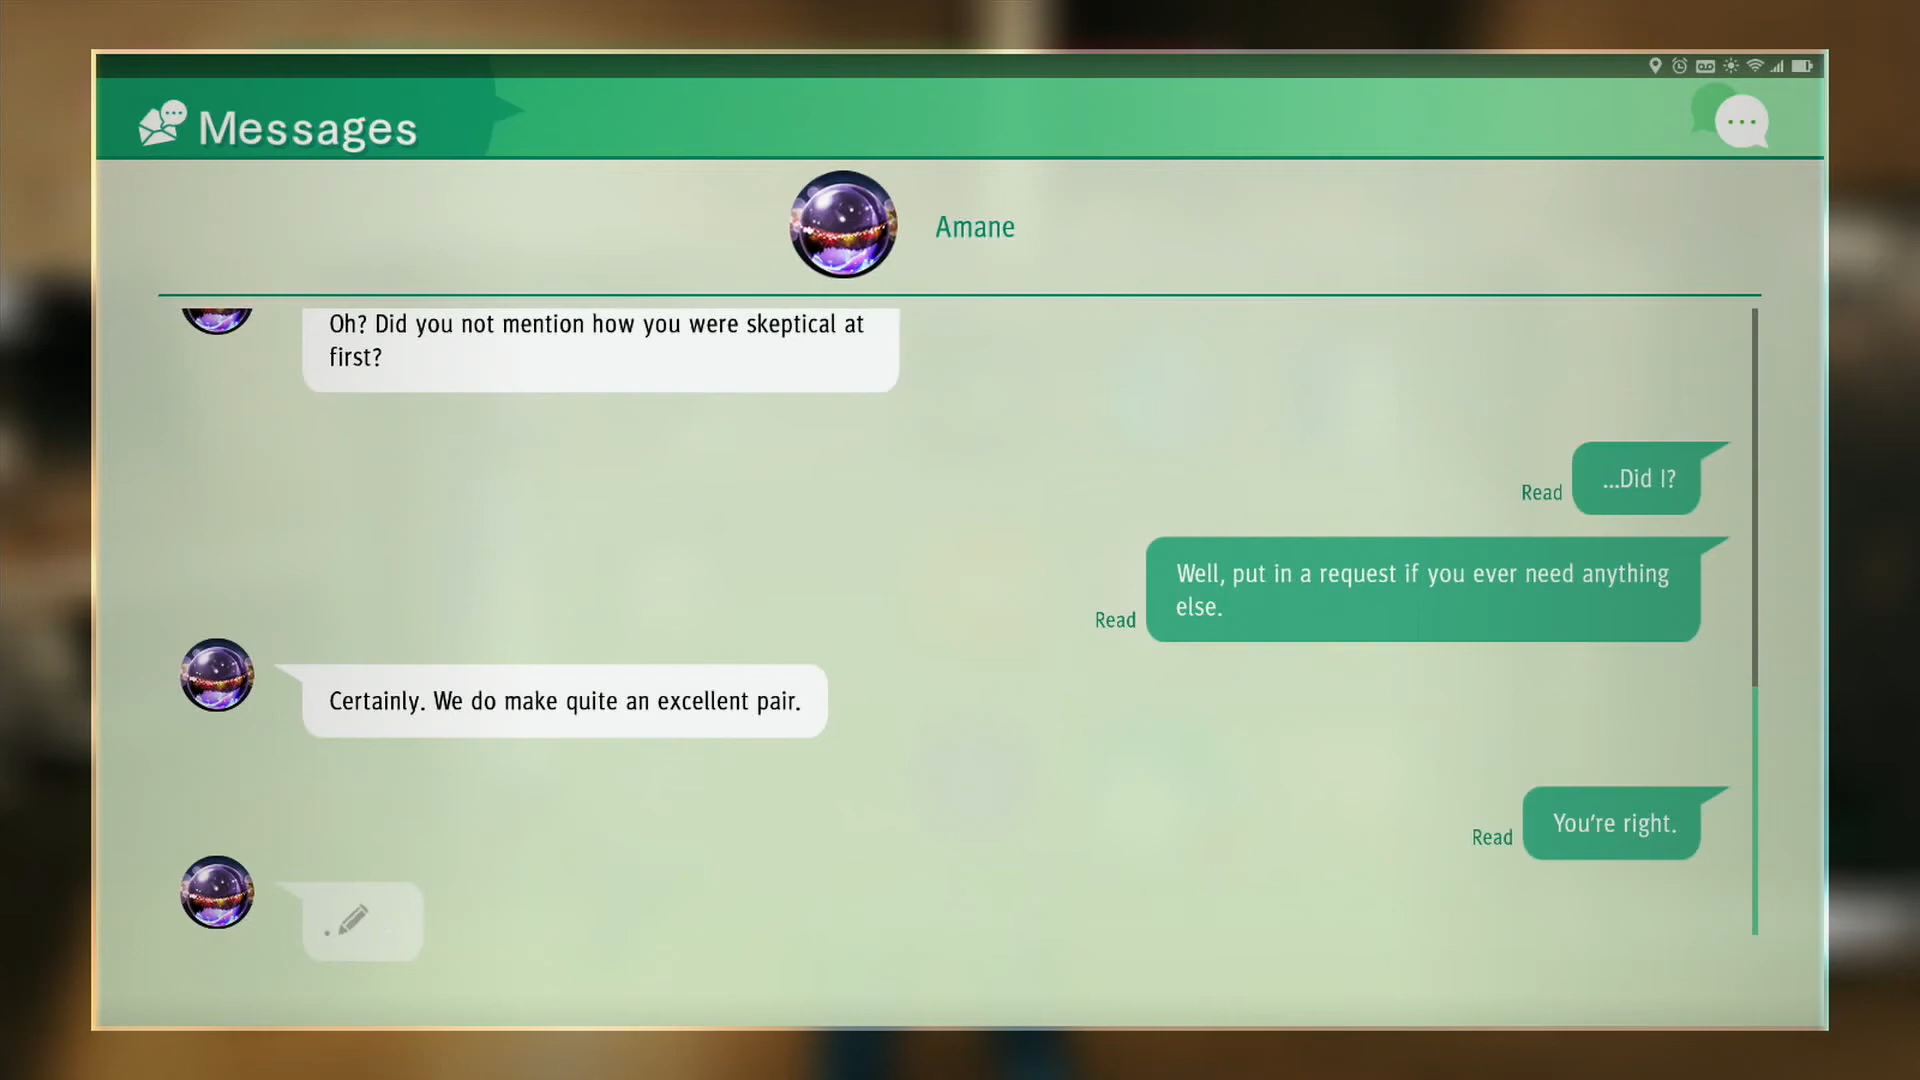 Messages
Amane
Oh? Did you not mention how you were skeptical at
first?
...Did I?
Read
Well, put in a request if you ever need anything
else.
Read
Certainly. We do make quite an excellent pair.
You're right.
Read